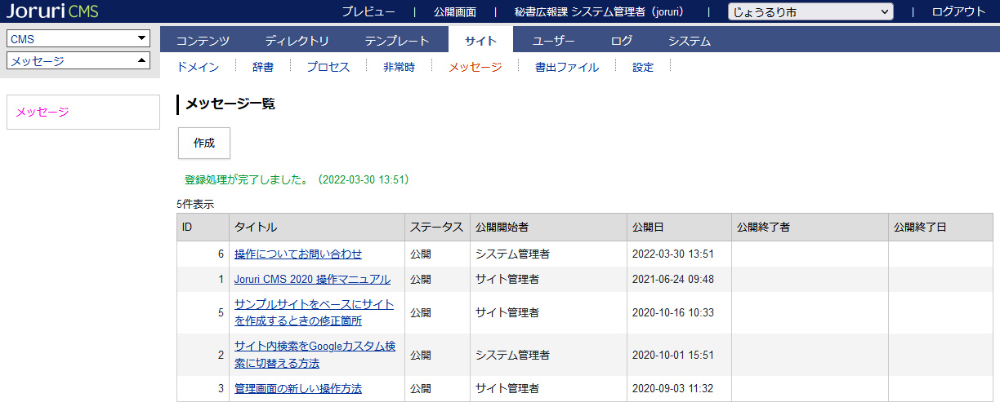 Joruri CMS プレビュー | 公開画面 | 秘書広報課 システム管理者（joruri） | じょうるり市 | ログアウト
CMS
メッセージ
コンテンツ ディレクトリ テンプレート サイト ユーザー ログ システム
ドメイン 辞書 プロセス 非常時 メッセージ 書出ファイル 設定
メッセージ
メッセージ一覧
作成
登録処理が完了しました。（2022-03-30 13:51）
5件表示
ID タイトル ステータス 公開開始者 公開日 公開終了者 公開終了日
6 操作についてお問い合わせ 公開 システム管理者 2022-03-30 13:51
1 Joruri CMS 2020 操作マニュアル 公開 サイト管理者 2021-06-24 09:48
5 サンプルサイトをベースにサイト
を作成するときの修正箇所 公開 サイト管理者 2020-10-16 10:33
2 サイト内検索をGoogleカスタム検
索に切替える方法 公開 システム管理者 2020-10-01 15:51
3 管理画面の新しい操作方法 公開 サイト管理者 2020-09-03 11:32